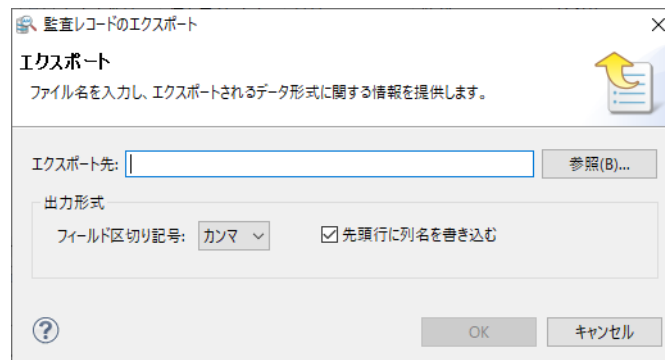 監査レコードのエクスポート
エクスポート
ファイル名を入力し、エクスポートされるデータ形式に関する情報を提供します。
エクスポート先: 参照(B)...
出力形式
フィールド区切り記号: カンマ 先頭行に列名を書き込む
OK キャンセル